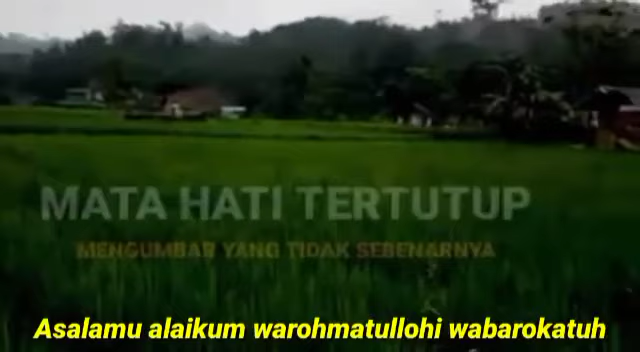 MATA HATI TERTUTUP
MENGUMBAR YANG TIDAK SEBENARNYA
Asalamu alaikum warohmatullohi wabarokatuh